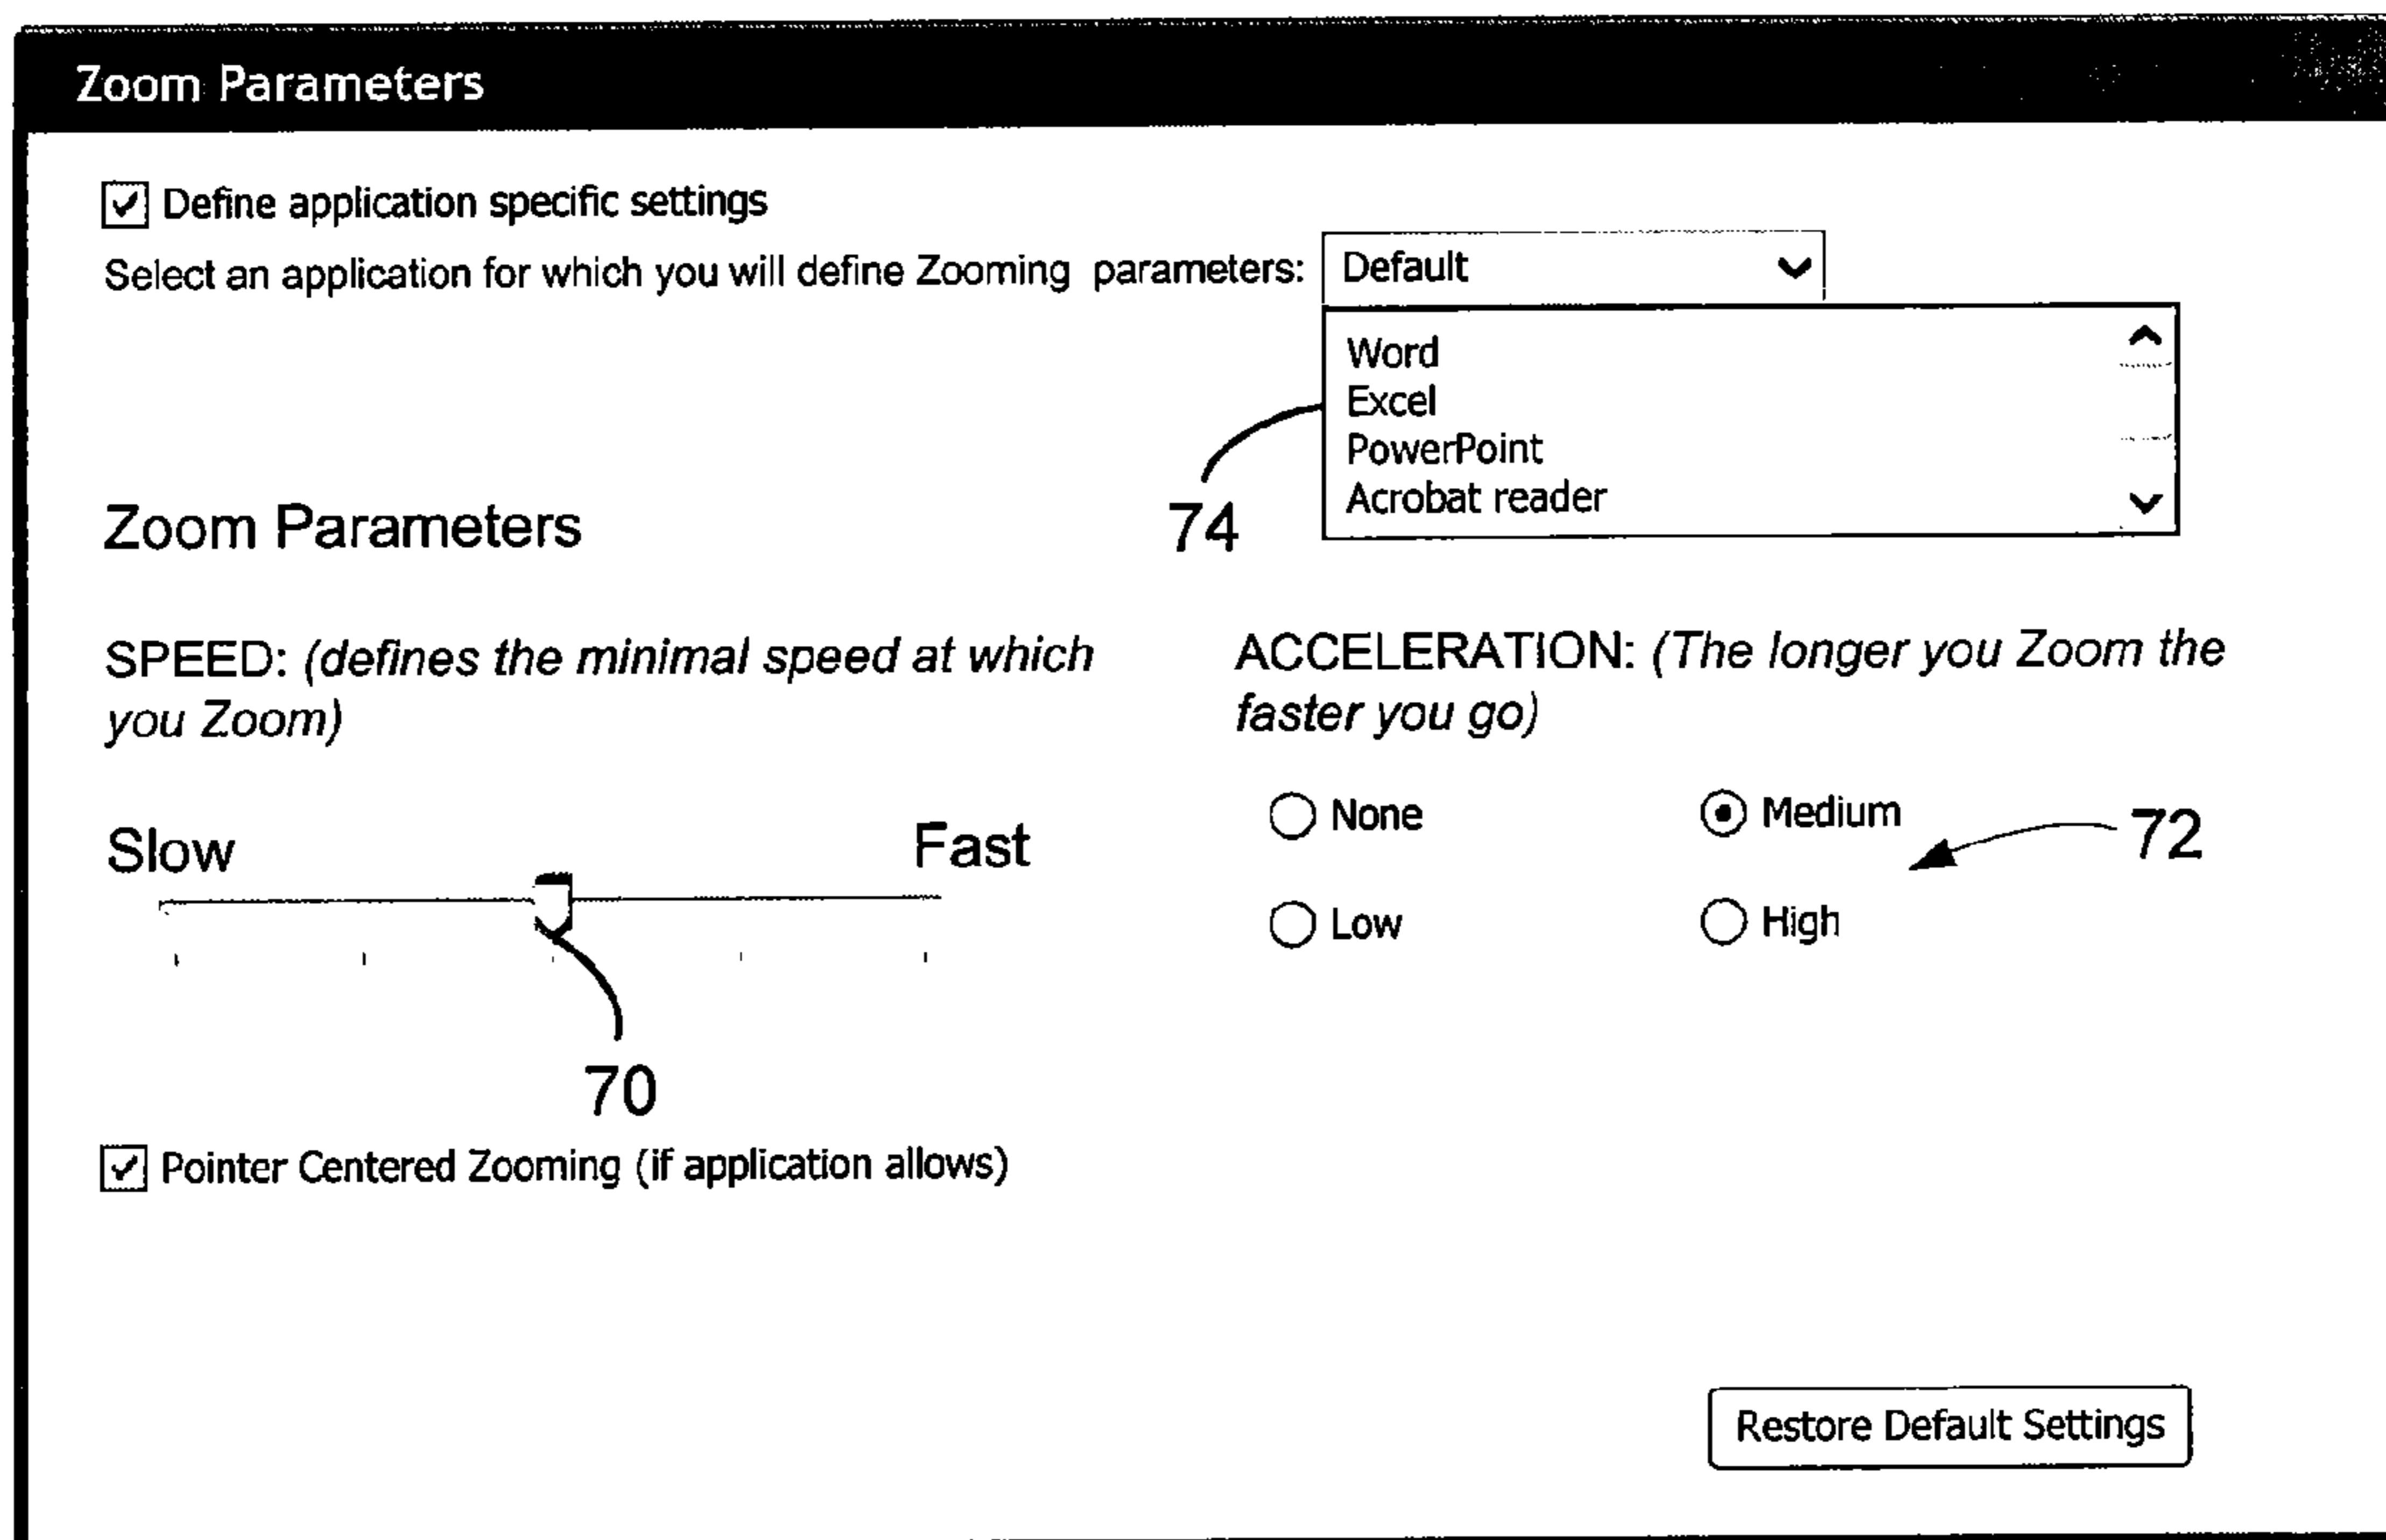 Zoom Parameters
Define application specific settings
Select an application for which you will define Zooming parameters: Default
Word
Excel
PowerPoint
Acrobat reader
74
Zoom Parameters
SPEED: (defines the minimal speed at which
you Zoom)
ACCELERATION: (The longer you Zoom the
faster you go)
Slow Fast
None Medium
72
Low High
70
Pointer Centered Zooming (if application allows)
Restore Default Settings